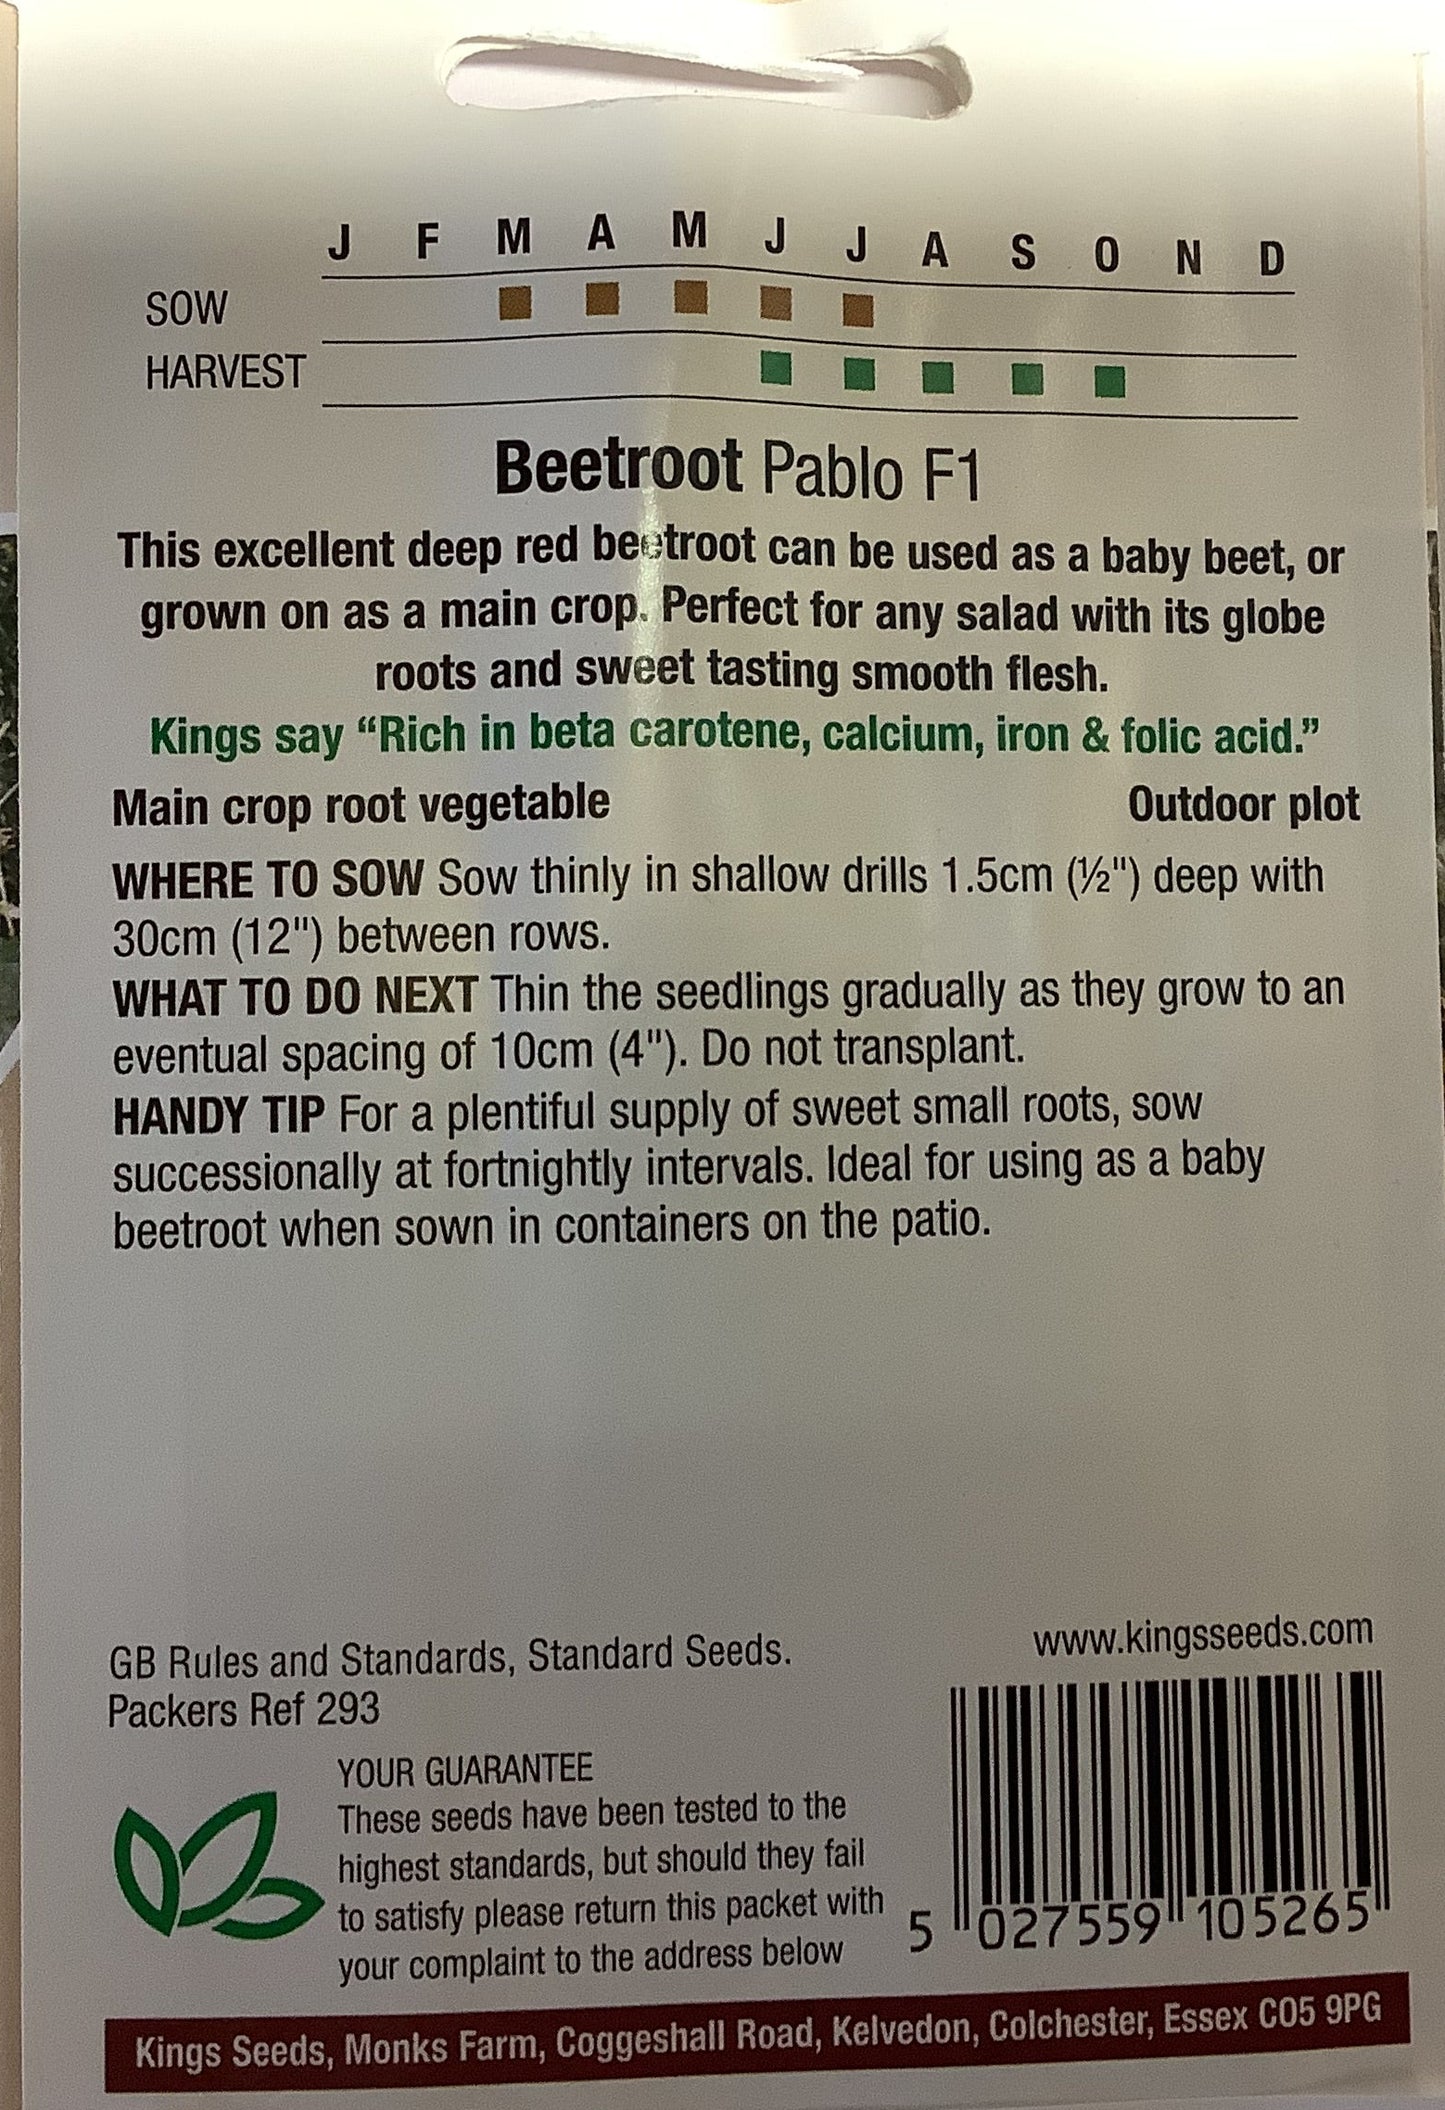 J F M A M J J A S O N D
SOW
HARVEST
Beetroot Pablo F1
This excellent deep red beetroot can be used as a baby beet, or
grown on as a main crop. Perfect for any salad with its globe
roots and sweet tasting smooth flesh.
Kings say “Rich in beta carotene, calcium, iron & folic acid.”
Main crop root vegetable Outdoor plot
WHERE TO SOW Sow thinly in shallow drills 1.5cm (½") deep with
30cm (12") between rows.
WHAT TO DO NEXT Thin the seedlings gradually as they grow to an
eventual spacing of 10cm (4"). Do not transplant.
HANDY TIP For a plentiful supply of sweet small roots, sow
successionally at fortnightly intervals. Ideal for using as a baby
beetroot when sown in containers on the patio.
GB Rules and Standards, Standard Seeds.
Packers Ref 293
www.kingsseeds.com
YOUR GUARANTEE
These seeds have been tested to the
highest standards, but should they fail
to satisfy please return this packet with
your complaint to the address below
5 027559 105265
Kings Seeds, Monks Farm, Coggeshall Road, Kelvedon, Colchester, Essex CO5 9PG